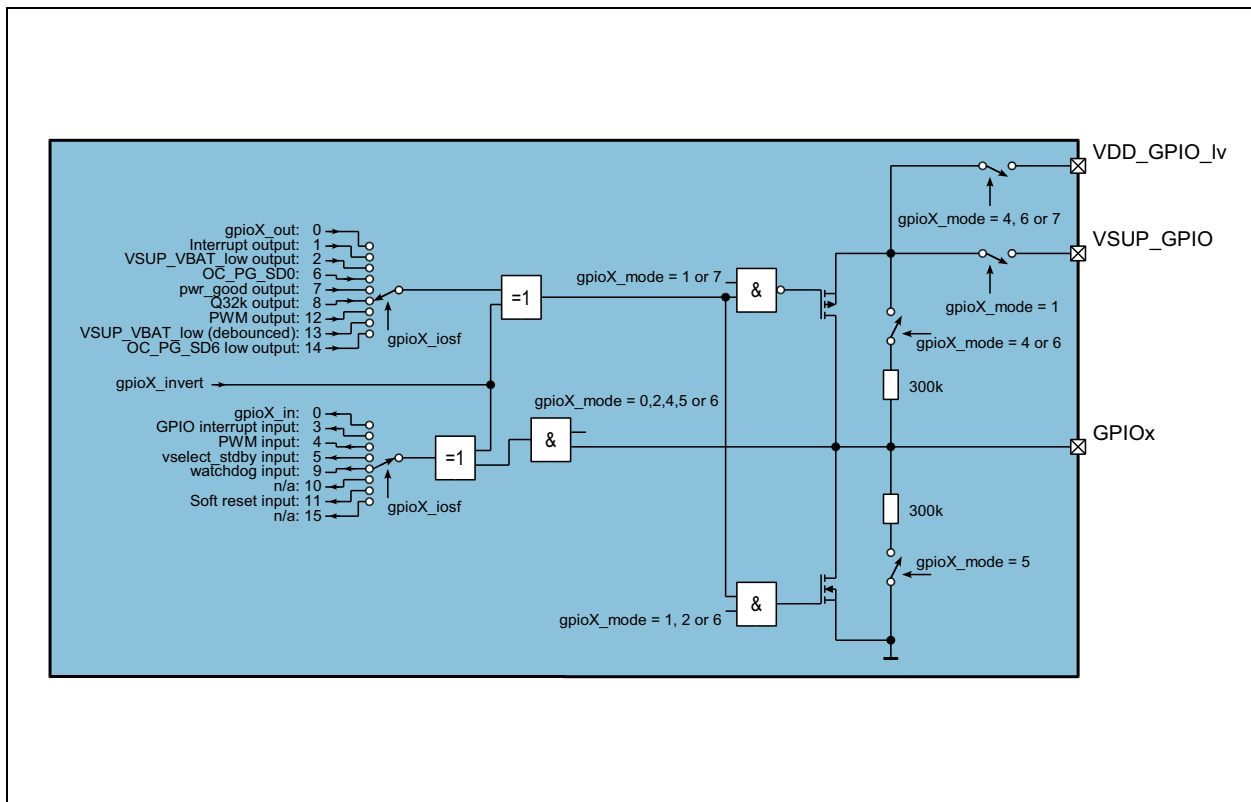 VDD_GPIO_lv
gpioX_mode = 4, 6 or 7
VSUP_GPIO
gpioX_out: 0
Interrupt output: 1
VSUP_VBAT_low output: 2
OC_PG_SD0: 6
pwr_good output: 7
Q32k output: 8
PWM output: 12
VSUP_VBAT_low (debounced): 13
OC_PG_SD6 low output: 14
gpioX_iosf
=1
gpioX_mode = 1 or 7
&
gpioX_mode = 1
gpioX_mode = 4 or 6
300k
gpioX_invert
gpioX_in: 0
GPIO interrupt input: 3
PWM input: 4
vselect_stdby input: 5
watchdog input: 9
n/a: 10
Soft reset input: 11
n/a: 15
gpioX_iosf
=1
gpioX_mode = 0,2,4,5 or 6
&
GPIOx
300k
gpioX_mode = 5
&
gpioX_mode = 1, 2 or 6